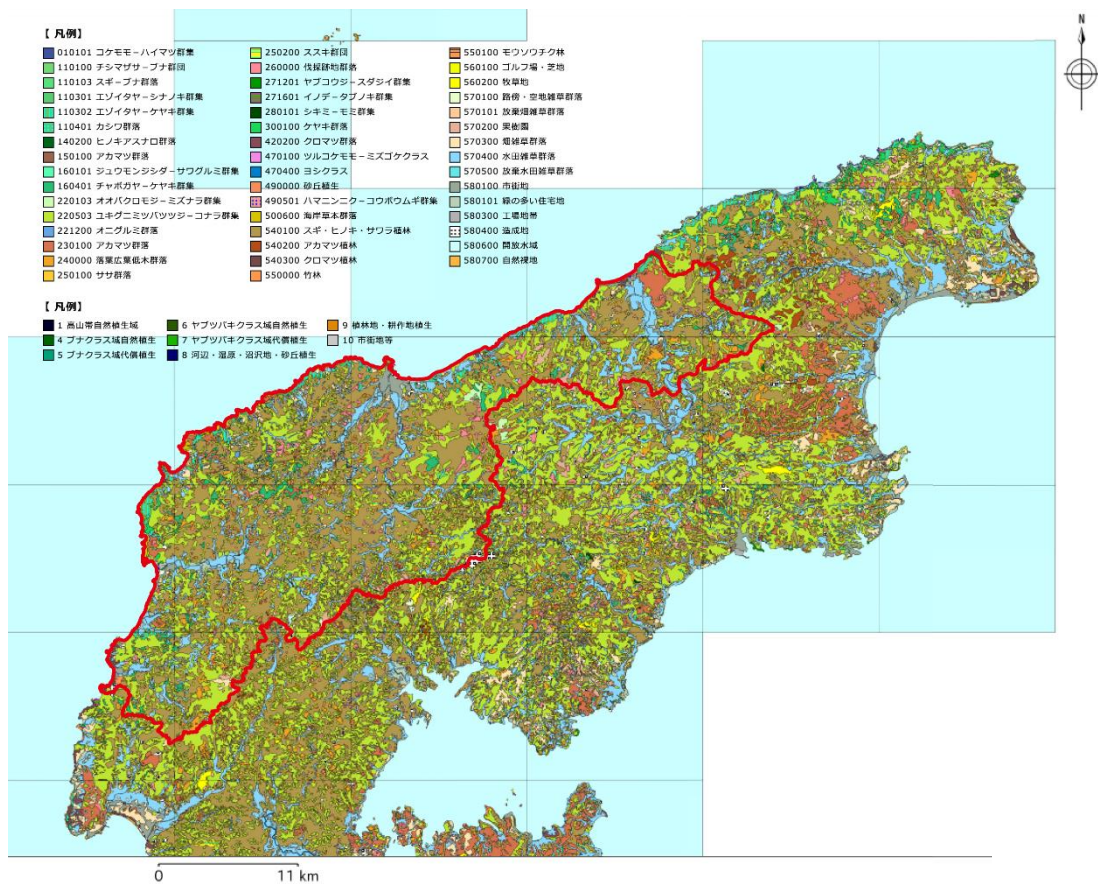 【 凡例】
010101 コケモモ－ハイマツ群集
110100 チシマザサ－ブナ群団
110103 スギ－ブナ群落
110301 エゾイタヤ－シナノキ群集
110302 エゾイタヤ－ケヤキ群集
110401 カシワ群落
140200 ヒノキアスナロ群落
150100 アカマツ群落
160101 ジュウモンジシダ－サワグルミ群集
160401 チャボガヤ－ケヤキ群集
220103 オオバクロモジ－ミズナラ群集
220503 ユキグニミツバツツジ－コナラ群集
221200 オニグルミ群落
230100 アカマツ群落
240000 落葉広葉低木群落
250100 ササ群落
250200 ススキ群団
260000 伐採跡地群落
271201 ヤブコウジ－スダジイ群集
271601 イノデ－タブノキ群集
280101 シキミ－モミ群集
300100 ケヤキ群落
420200 クロマツ群落
470100 ツルコケモモ－ミズゴケクラス
470400 ヨシクラス
490000 砂丘植生
490501 ハマニンニク－コウボウムギ群集
500600 海岸草本群落
540100 スギ・ヒノキ・サワラ植林
540200 アカマツ植林
540300 クロマツ植林
550000 竹林
550100 モウソウチク林
560100 ゴルフ場・芝地
560200 牧草地
570100 路傍・空地雑草群落
570101 放棄畑雑草群落
570200 果樹園
570300 畑雑草群落
570400 水田雑草群落
570500 放棄水田雑草群落
580100 市街地
580101 緑の多い住宅地
580300 工場地帯
580400 造成地
580600 開放水域
580700 自然裸地
【 凡例】
1 高山帯自然植生域
4 ブナクラス域自然植生
5 ブナクラス域代償植生
6 ヤブツバキクラス域自然植生
7 ヤブツバキクラス域代償植生
8 河辺・湿原・沼沢地・砂丘植生
9 植林地・耕作地植生
10 市街地等
N
0 11 km